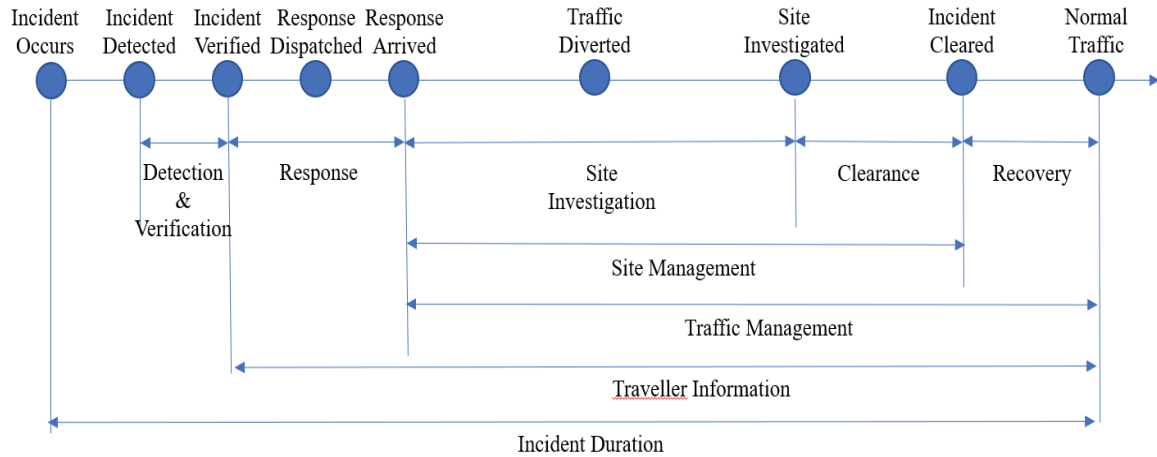 Incident
Occurs
Incident
Detected
Incident
Verified
Response
Dispatched
Response
Arrived
Traffic
Diverted
Site
Investigated
Incident
Cleared
Normal
Traffic
Detection
&
Verification
Response
Site
Investigation
Clearance
Recovery
Site Management
Traffic Management
Traveller Information
Incident Duration